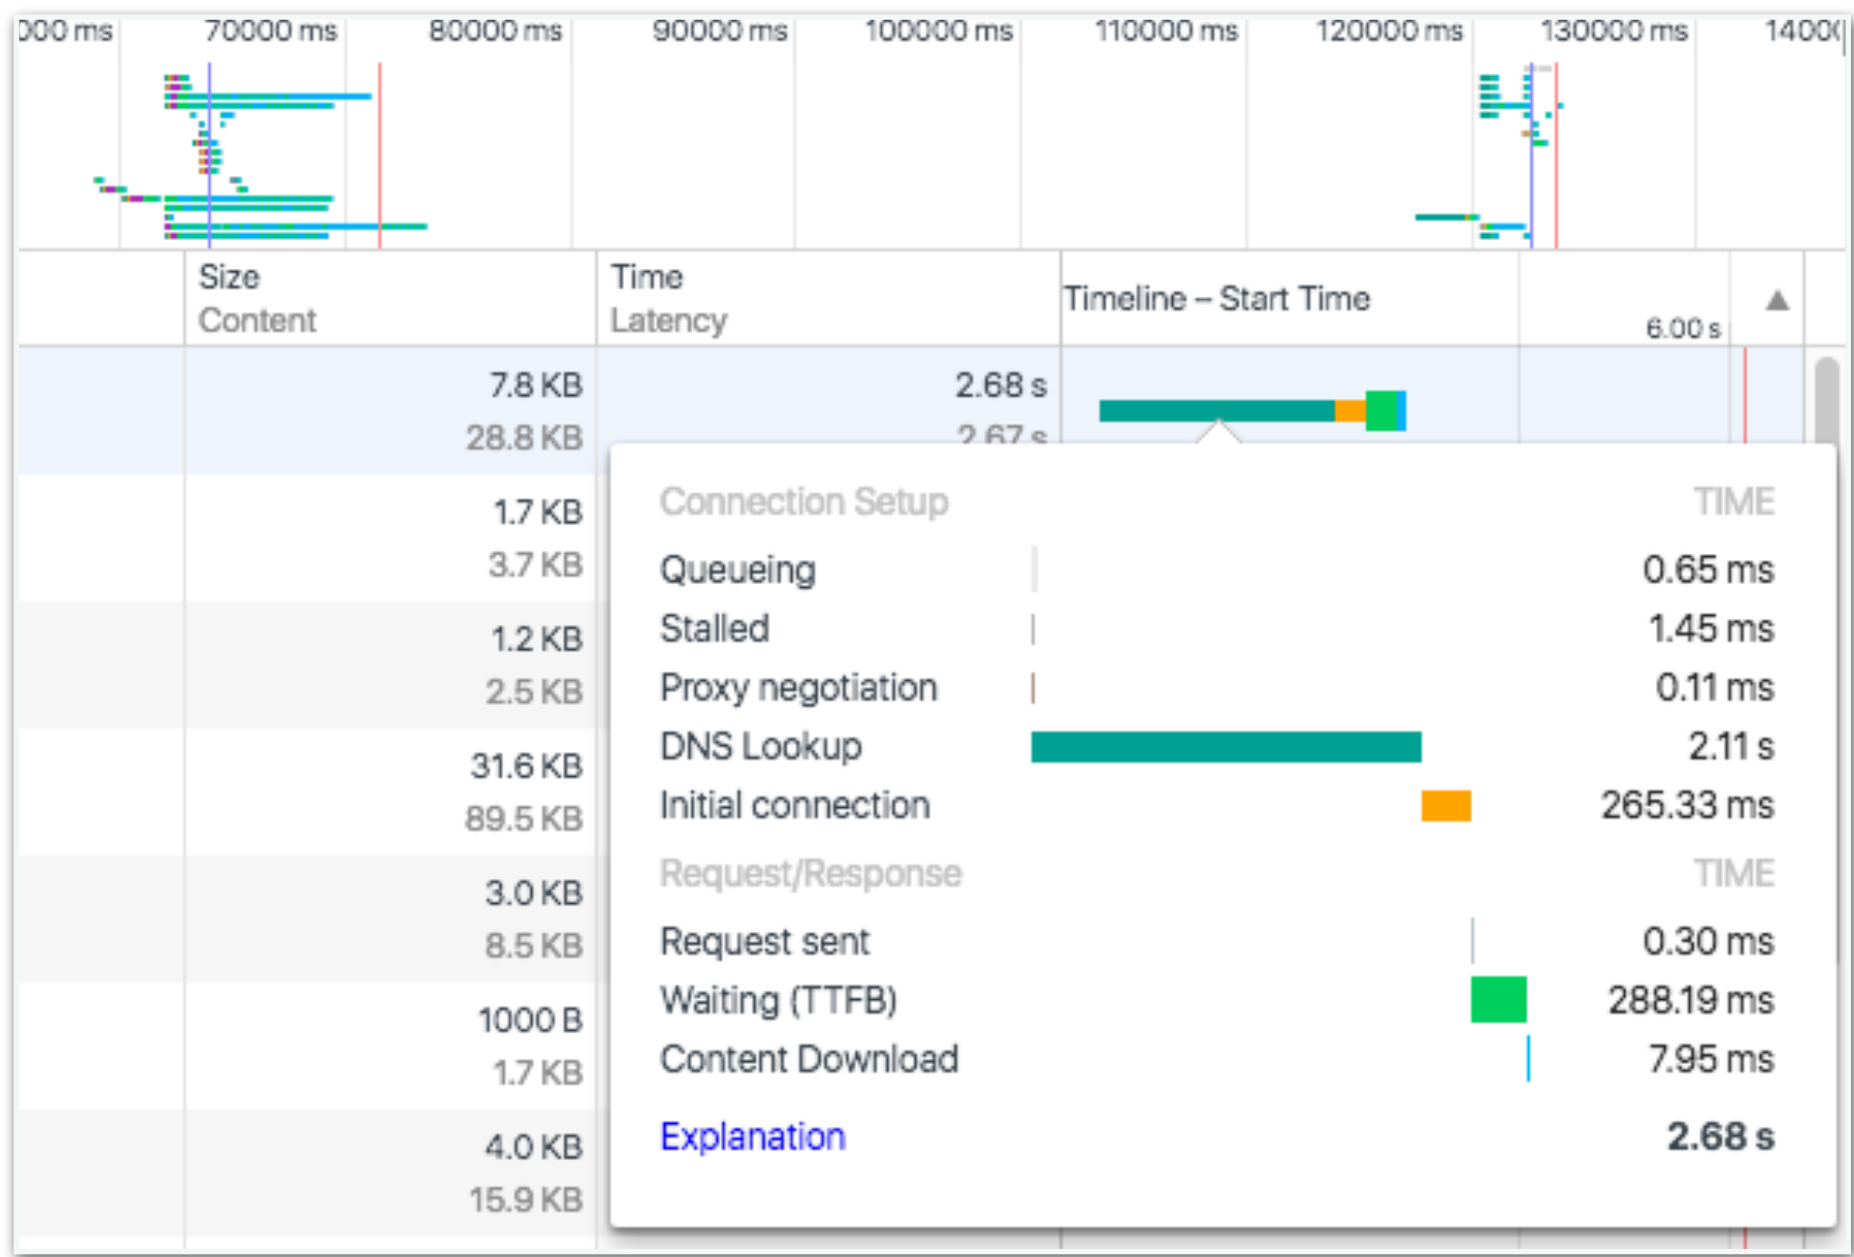 000 ms 70000 ms 80000 ms 90000 ms 100000 ms 110000 ms 120000 ms 130000 ms 1400
Size Time
Content Latency
Timeline – Start Time
6.00 s
7.8 KB 2.68 s
28.8 KB 2.67 s
1.7 KB
3.7 KB
1.2 KB
2.5 KB
31.6 KB
89.5 KB
3.0 KB
8.5 KB
1000 B
1.7 KB
4.0 KB
15.9 KB
Connection Setup TIME
Queueing 0.65 ms
Stalled 1.45 ms
Proxy negotiation 0.11 ms
DNS Lookup 2.11 s
Initial connection 265.33 ms
Request/Response TIME
Request sent 0.30 ms
Waiting (TTFB) 288.19 ms
Content Download 7.95 ms
Explanation 2.68 s